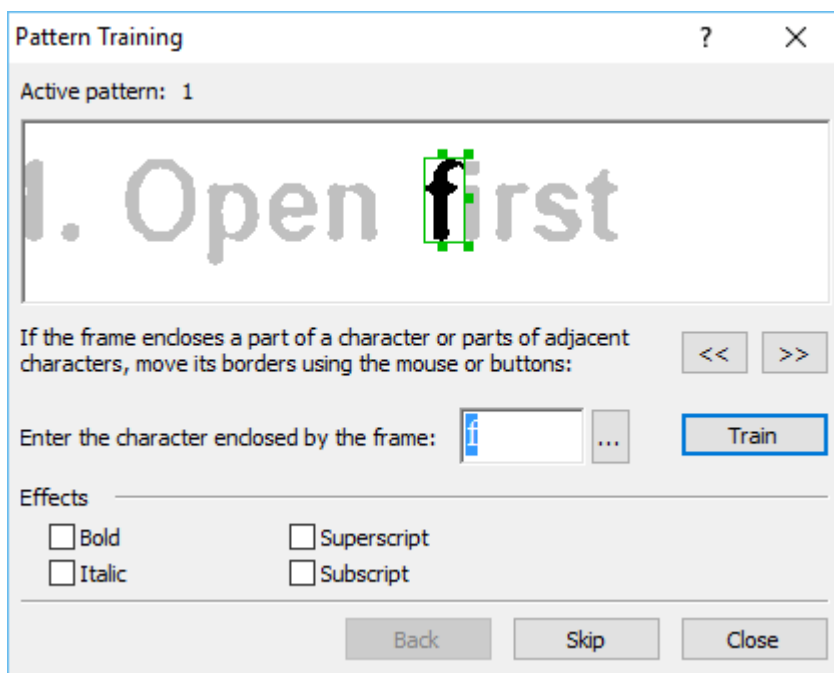 Pattern Training
?
Active pattern: 1
1. Open first
If the frame encloses a part of a character or parts of adjacent
characters, move its borders using the mouse or buttons:
<< >>
Enter the character enclosed by the frame: f ... Train
Effects
Bold Superscript
Italic Subscript
Back Skip Close